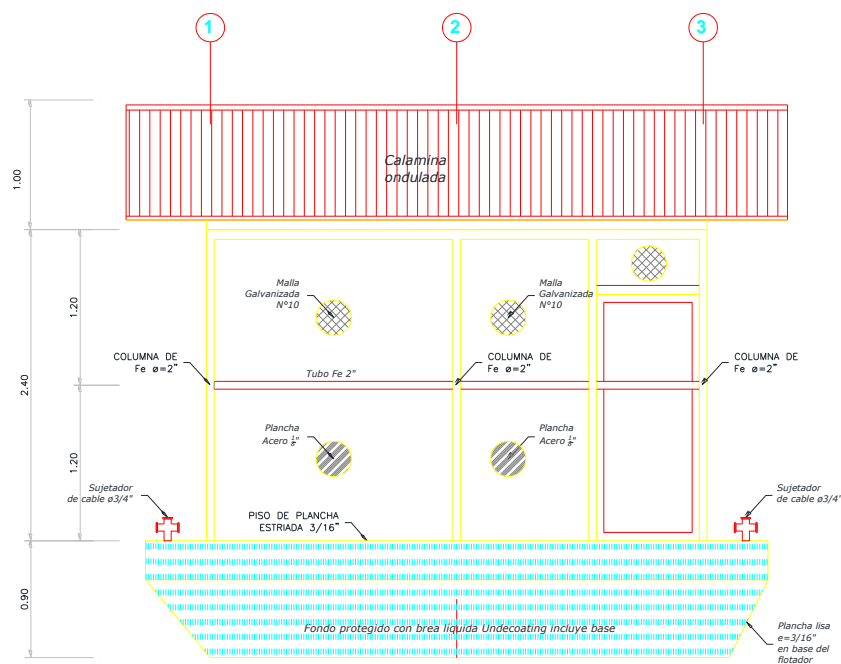 1
2
3
Calamina
ondulada
1.00
Malla
Galvanizada
N°10
Malla
Galvanizada
N°10
1.20
2.40
COLUMNA DE
Fe ø=2"
Tubo Fe 2"
COLUMNA DE
Fe ø=2"
COLUMNA DE
Fe ø=2"
Plancha
Acero 1/8"
Plancha
Acero 1/8"
1.20
Sujetador
de cable ø3/4"
Sujetador
de cable ø3/4"
PISO DE PLANCHA
ESTRIADA 3/16"
0.90
Fondo protegido con brea líquida Undecoating incluye base
Plancha lisa
e=3/16"
en base del
flotador